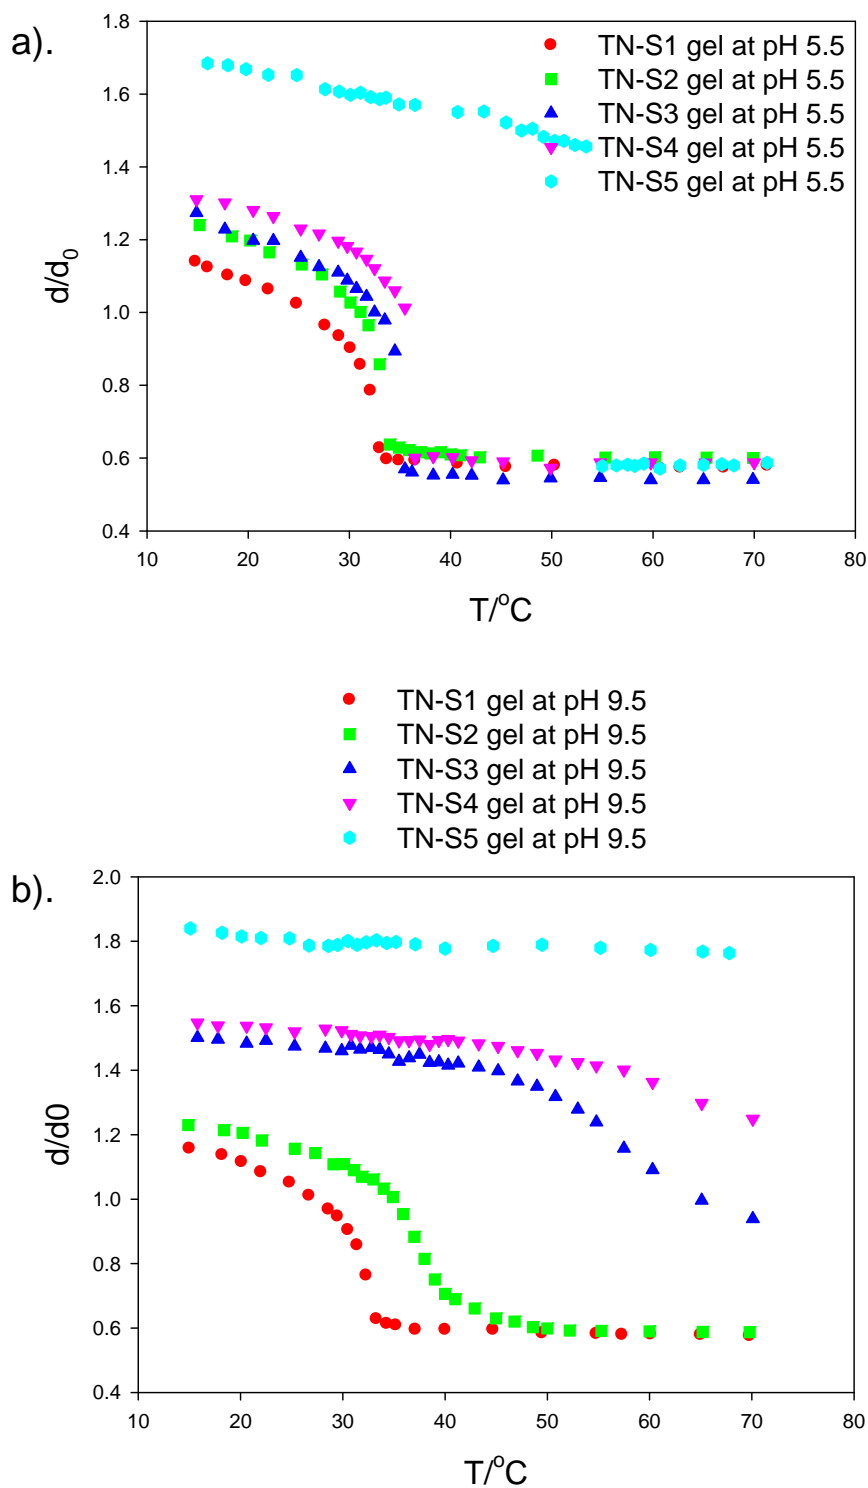 a).
1.8
1.6
1.4
1.2
1.0
0.8
0.6
0.4
d/d0
TN-S1 gel at pH 5.5
TN-S2 gel at pH 5.5
TN-S3 gel at pH 5.5
TN-S4 gel at pH 5.5
TN-S5 gel at pH 5.5
10 20 30 40 50 60 70 80
T/oC
TN-S1 gel at pH 9.5
TN-S2 gel at pH 9.5
TN-S3 gel at pH 9.5
TN-S4 gel at pH 9.5
TN-S5 gel at pH 9.5
b).
2.0
1.8
1.6
1.4
1.2
1.0
0.8
0.6
0.4
d/d0
10 20 30 40 50 60 70 80
T/oC